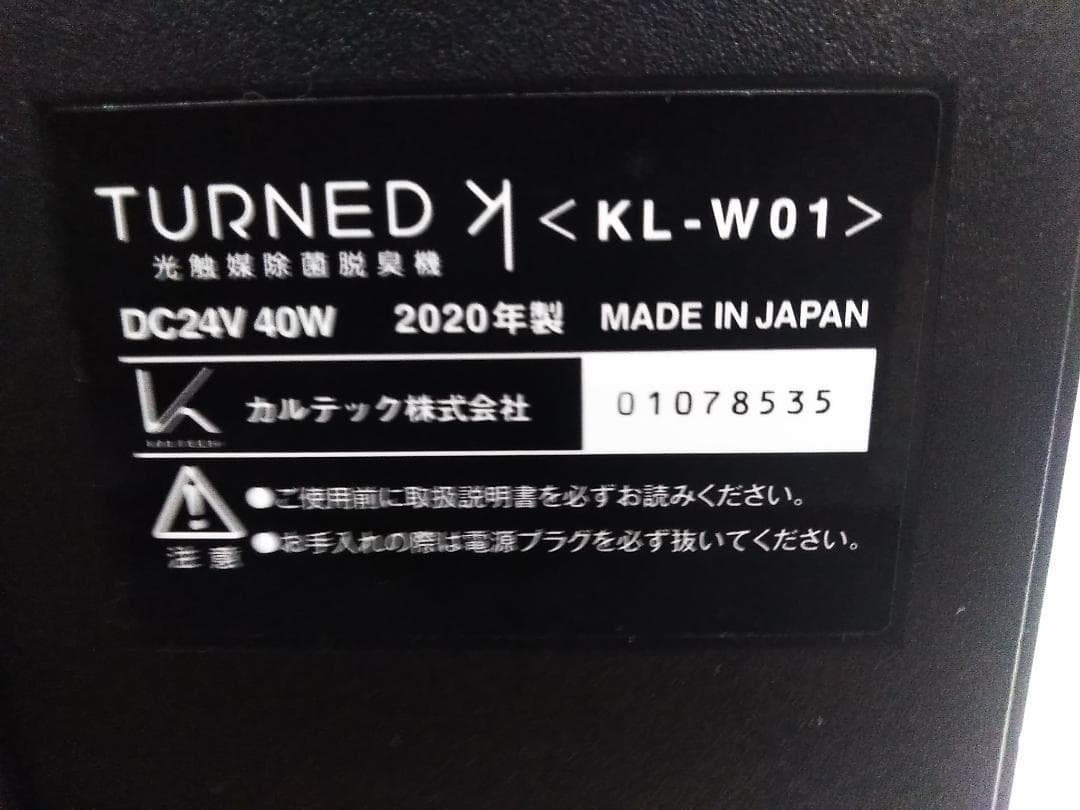 TURNED K <KL-W01>
光触媒除菌脱臭機
DC24V 40W 2020年製 MADE IN JAPAN
カルテック株式会社 01078535
●ご使用前に取扱説明書を必ずお読みください。
注意 ●お手入れの際は電源プラグを必ず抜いてください。